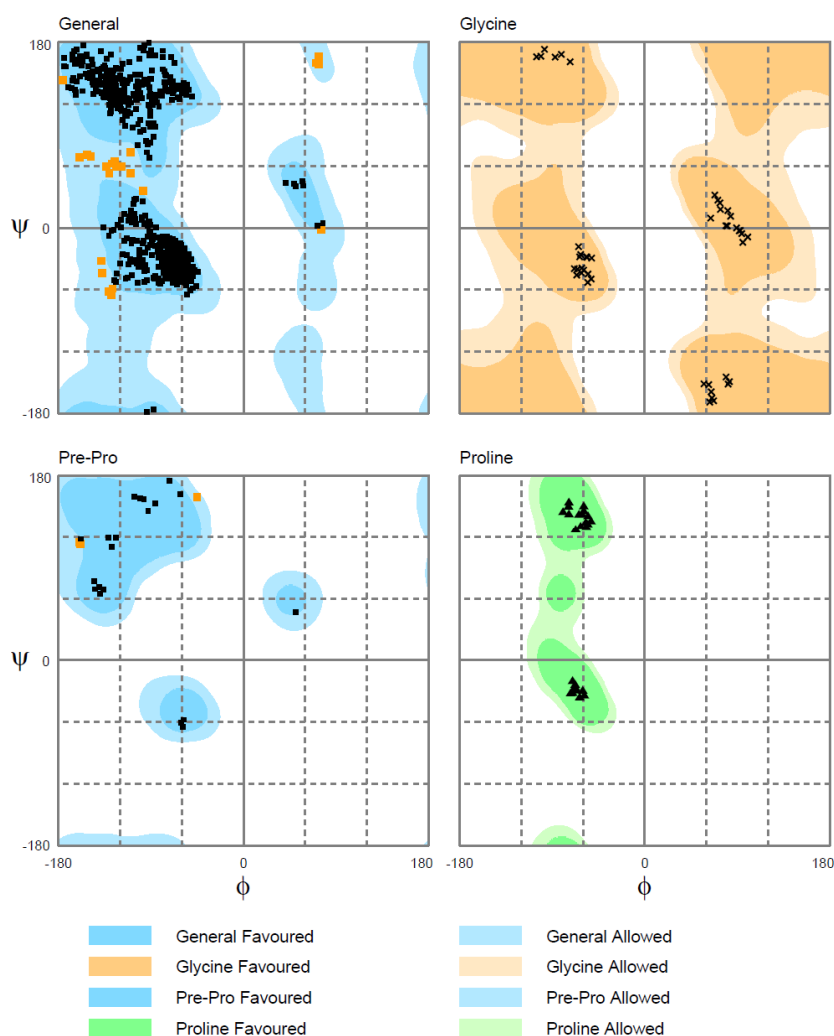 General Glycine
180
ψ 0
-180
Pre-Pro Proline
180
ψ 0
-180
-180 0 180 -180 0 180
ϕ ϕ
General Favoured General Allowed
Glycine Favoured Glycine Allowed
Pre-Pro Favoured Pre-Pro Allowed
Proline Favoured Proline Allowed